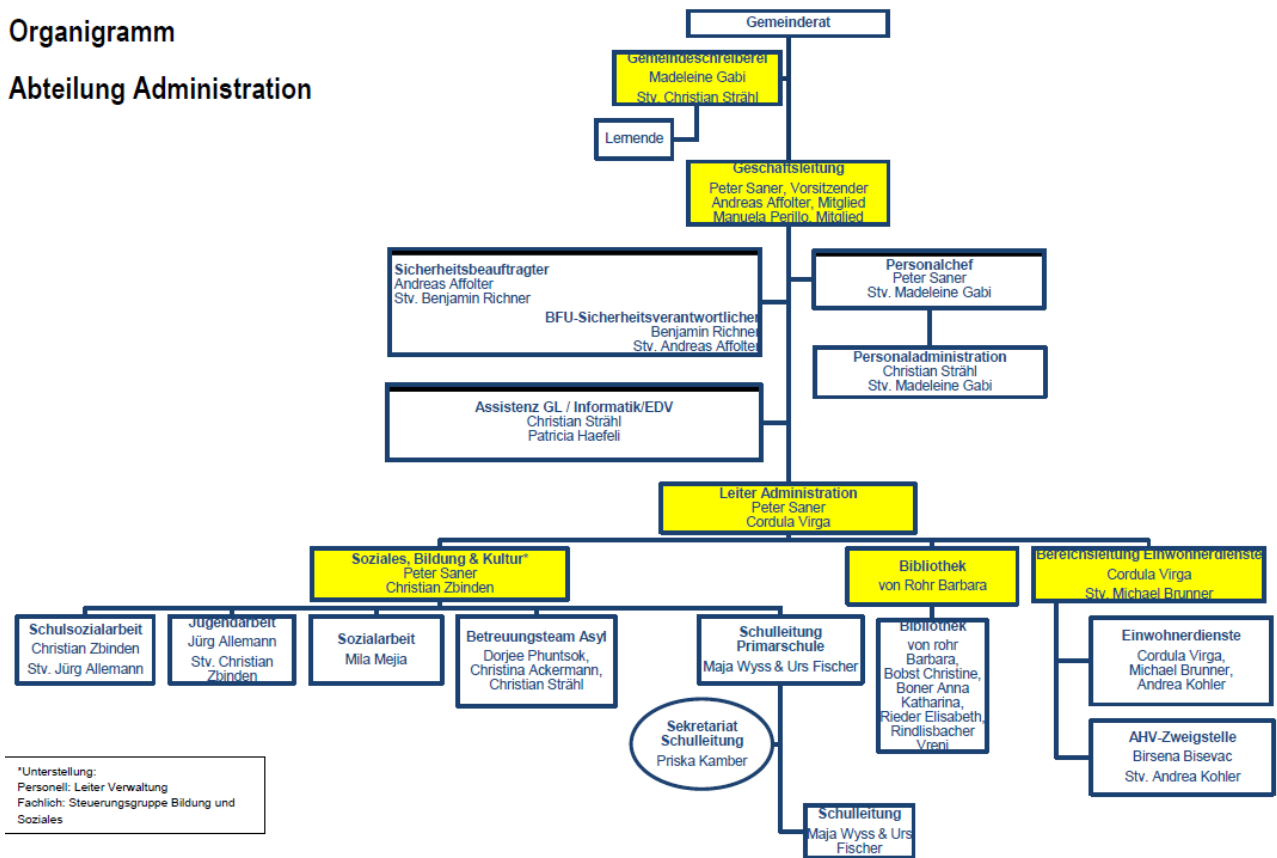 Organigramm
Abteilung Administration
Gemeinderat
Gemeindeschreiberei
Madeleine Gabi
Stv. Christian Strähl
Lernende
Geschäftsleitung
Peter Saner, Vorsitzender
Andreas Affolter, Mitglied
Manuela Perillo, Mitglied
Sicherheitsbeauftragter
Andreas Affolter
Stv. Benjamin Richner
BFU-Sicherheitsverantwortlicher
Benjamin Richner
Stv. Andreas Affolter
Personalchef
Peter Saner
Stv. Madeleine Gabi
Personaladministration
Christian Strähl
Stv. Madeleine Gabi
Assistenz GL / Informatik/EDV
Christian Strähl
Patricia Haefeli
Leiter Administration
Peter Saner
Cordula Virga
Soziales, Bildung & Kultur*
Peter Saner
Christian Zbinden
Bibliothek
von Rohr Barbara
Bereichsleitung Einwohnerdienste
Cordula Virga
Stv. Michael Brunner
Schulsozialarbeit
Christian Zbinden
Stv. Jürg Allemann
Jugendarbeit
Jürg Allemann
Stv. Christian
Zbinden
Sozialarbeit
Mila Mejia
Betreuungsteam Asyl
Dorjee Phuntsok,
Christina Ackermann,
Christian Strähl
Schulleitung
Primarschule
Maja Wyss & Urs Fischer
Bibliothek
von rohr
Barbara,
Bobst Christine,
Boner Anna
Katharina,
Rieder Elisabeth,
Rindlisbacher
Vreni
Einwohnerdienste
Cordula Virga,
Michael Brunner,
Andrea Kohler
Sekretariat
Schulleitung
Priska Kamber
AHV-Zweigstelle
Birsena Bisevac
Stv. Andrea Kohler
Schulleitung
Maja Wyss & Urs
Fischer
*Unterstellung:
Personell: Leiter Verwaltung
Fachlich: Steuerungsgruppe Bildung und
Soziales